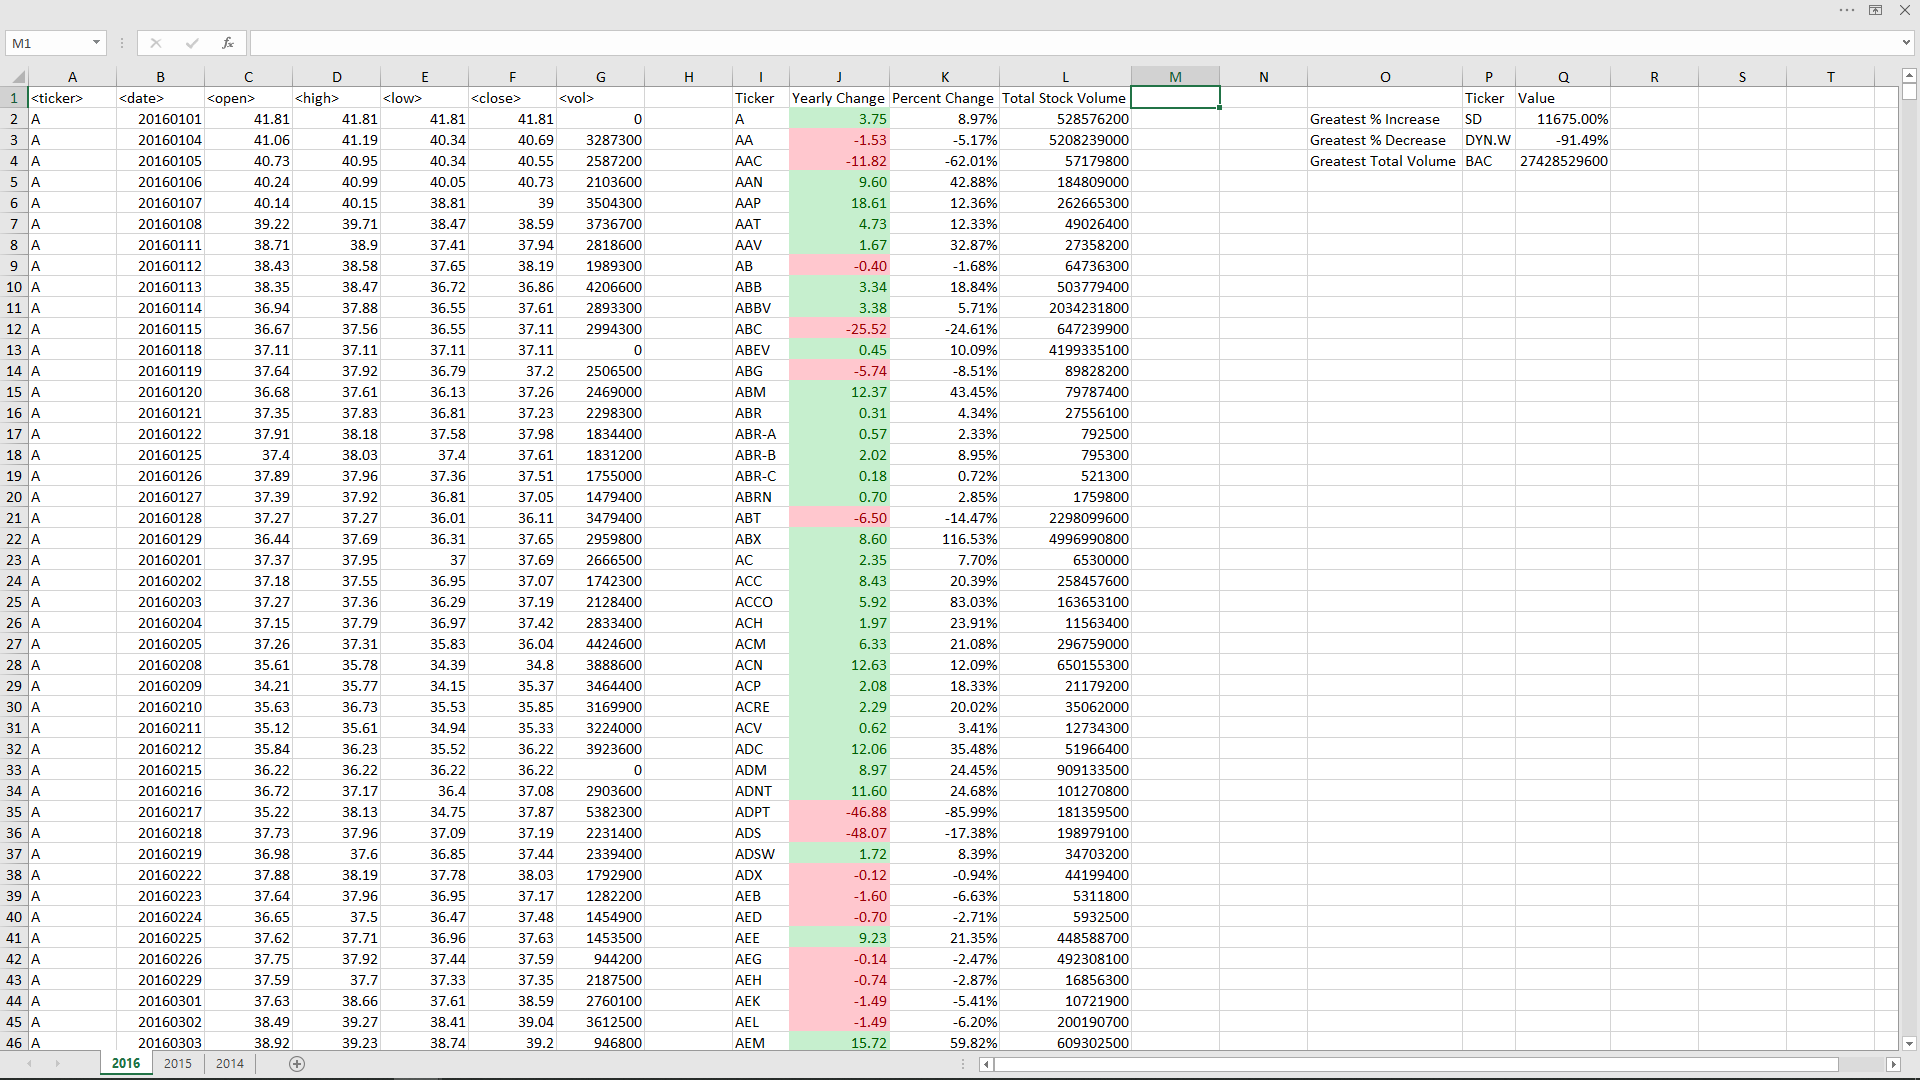 M1
A B C D E F G H I J K L M N O P Q R S T
1 <ticker> <date> <open> <high> <low> <close> <vol> Ticker Yearly Change Percent Change Total Stock Volume Ticker Value
2 A 20160101 41.81 41.81 41.81 41.81 0 A 3.75 8.97% 528576200 Greatest % Increase SD 11675.00%
3 A 20160104 41.06 41.19 40.34 40.69 3287300 AA -1.53 -5.17% 5208239000 Greatest % Decrease DYN.W -91.49%
4 A 20160105 40.73 40.95 40.34 40.55 2587200 AAC -11.82 -62.01% 57179800 Greatest Total Volume BAC 27428529600
5 A 20160106 40.24 40.99 40.05 40.73 2103600 AAN 9.60 42.88% 184809000
6 A 20160107 40.14 40.15 38.81 39 3504300 AAP 18.61 12.36% 262665300
7 A 20160108 39.22 39.71 38.47 38.59 3736700 AAT 4.73 12.33% 49026400
8 A 20160111 38.71 38.9 37.41 37.94 2818600 AAV 1.67 32.87% 27358200
9 A 20160112 38.43 38.58 37.65 38.19 1989300 AB -0.40 -1.68% 64736300
10 A 20160113 38.35 38.47 36.72 36.86 4206600 ABB 3.34 18.84% 503779400
11 A 20160114 36.94 37.88 36.55 37.61 2893300 ABBV 3.38 5.71% 2034231800
12 A 20160115 36.67 37.56 36.55 37.11 2994300 ABC -25.52 -24.61% 647239900
13 A 20160118 37.11 37.11 37.11 37.11 0 ABEV 0.45 10.09% 4199335100
14 A 20160119 37.64 37.92 36.79 37.2 2506500 ABG -5.74 -8.51% 89828200
15 A 20160120 36.68 37.61 36.13 37.26 2469000 ABM 12.37 43.45% 79787400
16 A 20160121 37.35 37.83 36.81 37.23 2298300 ABR 0.31 4.34% 27556100
17 A 20160122 37.91 38.18 37.58 37.98 1834400 ABR-A 0.57 2.33% 792500
18 A 20160125 37.4 38.03 37.4 37.61 1831200 ABR-B 2.02 8.95% 795300
19 A 20160126 37.89 37.96 37.36 37.51 1755000 ABR-C 0.18 0.72% 521300
20 A 20160127 37.39 37.92 36.81 37.05 1479400 ABRN 0.70 2.85% 1759800
21 A 20160128 37.27 37.27 36.01 36.11 3479400 ABT -6.50 -14.47% 2298099600
22 A 20160129 36.44 37.69 36.31 37.65 2959800 ABX 8.60 116.53% 4996990800
23 A 20160201 37.37 37.95 37 37.69 2666500 AC 2.35 7.70% 6530000
24 A 20160202 37.18 37.55 36.95 37.07 1742300 ACC 8.43 20.39% 258457600
25 A 20160203 37.27 37.36 36.29 37.19 2128400 ACCO 5.92 83.03% 163653100
26 A 20160204 37.15 37.79 36.97 37.42 2833400 ACH 1.97 23.91% 11563400
27 A 20160205 37.26 37.31 35.83 36.04 4424600 ACM 6.33 21.08% 296759000
28 A 20160208 35.61 35.78 34.39 34.8 3888600 ACN 12.63 12.09% 650155300
29 A 20160209 34.21 35.77 34.15 35.37 3464400 ACP 2.08 18.33% 21179200
30 A 20160210 35.63 36.73 35.53 35.85 3169900 ACRE 2.29 20.02% 35062000
31 A 20160211 35.12 35.61 34.94 35.33 3224000 ACV 0.62 3.41% 12734300
32 A 20160212 35.84 36.23 35.52 36.22 3923600 ADC 12.06 35.48% 51966400
33 A 20160215 36.22 36.22 36.22 36.22 0 ADM 8.97 24.45% 909133500
34 A 20160216 36.72 37.17 36.4 37.08 2903600 ADNT 11.60 24.68% 101270800
35 A 20160217 35.22 38.13 34.75 37.87 5382300 ADPT -46.88 -85.99% 181359500
36 A 20160218 37.73 37.96 37.09 37.19 2231400 ADS -48.07 -17.38% 198979100
37 A 20160219 36.98 37.6 36.85 37.44 2339400 ADSW 1.72 8.39% 34703200
38 A 20160222 37.88 38.19 37.78 38.03 1792900 ADX -0.12 -0.94% 44199400
39 A 20160223 37.64 37.96 36.95 37.17 1282200 AEB -1.60 -6.63% 5311800
40 A 20160224 36.65 37.5 36.47 37.48 1454900 AED -0.70 -2.71% 5932500
41 A 20160225 37.62 37.71 36.96 37.63 1453500 AEE 9.23 21.35% 448588700
42 A 20160226 37.75 37.92 37.44 37.59 944200 AEG -0.14 -2.47% 492308100
43 A 20160229 37.59 37.7 37.33 37.35 2187500 AEH -0.74 -2.87% 16856300
44 A 20160301 37.63 38.66 37.61 38.59 2760100 AEK -1.49 -5.41% 10721900
45 A 20160302 38.49 39.27 38.41 39.04 3612500 AEL -1.49 -6.20% 200190700
46 A 20160303 38.92 39.23 38.74 39.2 946800 AEM 15.72 59.82% 609302500
2016 2015 2014